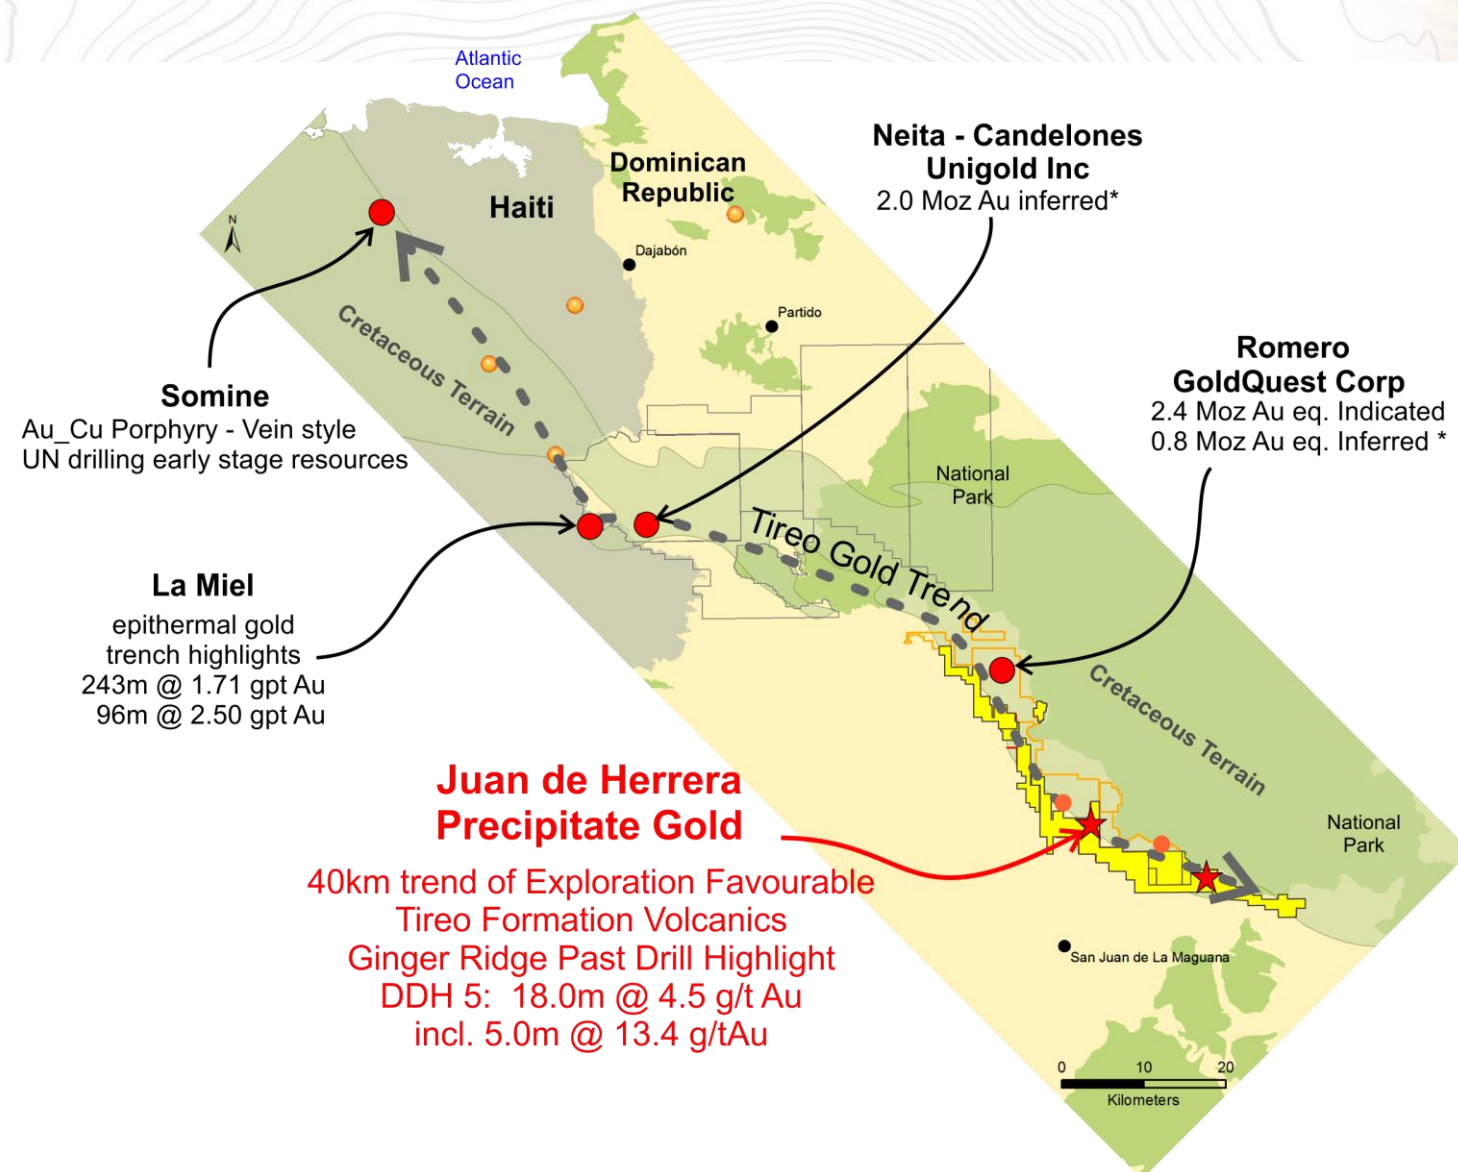 Atlantic
Ocean
Neita - Candelones
Unigold Inc
2.0 Moz Au inferred*
Dominican
Republic
Haiti
N
Dajabón
Partido
Cretaceous Terrain
Romero
GoldQuest Corp
2.4 Moz Au eq. Indicated
0.8 Moz Au eq. Inferred *
Somine
Au_Cu Porphyry - Vein style
UN drilling early stage resources
National
Park
Tireo Gold Trend
La Miel
epithermal gold
trench highlights
243m @ 1.71 gpt Au
96m @ 2.50 gpt Au
Cretaceous Terrain
Juan de Herrera
Precipitate Gold
40km trend of Exploration Favourable
Tireo Formation Volcanics
Ginger Ridge Past Drill Highlight
DDH 5: 18.0m @ 4.5 g/t Au
incl. 5.0m @ 13.4 g/tAu
National
Park
San Juan de La Maguana
0 10 20
Kilometers